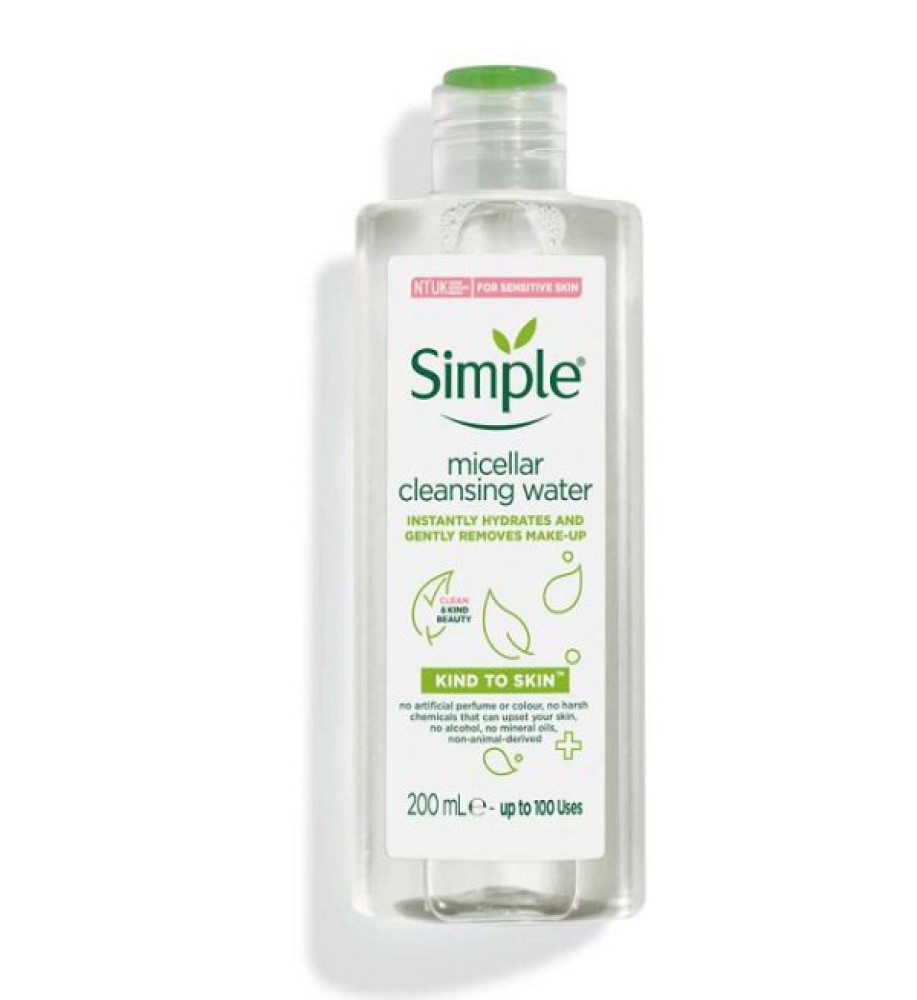 NTUK FOR SENSITIVE SKIN
Simple®
micellar
cleansing water
INSTANTLY HYDRATES AND
GENTLY REMOVES MAKE-UP
CLEAN
& KIND
BEAUTY
KIND TO SKIN™
no artificial perfume or colour, no harsh
chemicals that can upset your skin,
no alcohol, no mineral oils,
non-animal-derived
200 mL℮ - up to 100 Uses